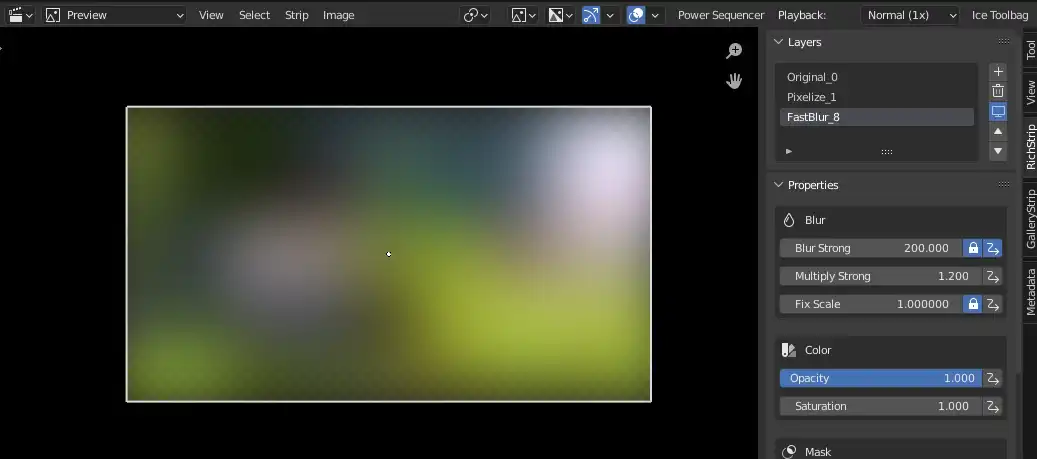 Preview View Select Strip Image Power Sequencer Playback: Normal (1x) Ice Toolbag
Layers
Original_0
Pixelize_1
FastBlur_8
Properties
Blur
Blur Strong 200.000
Multiply Strong 1.200
Fix Scale 1.000000
Color
Opacity 1.000
Saturation 1.000
Mask
Tool
View
RichStrip
GalleryStrip
Metadata